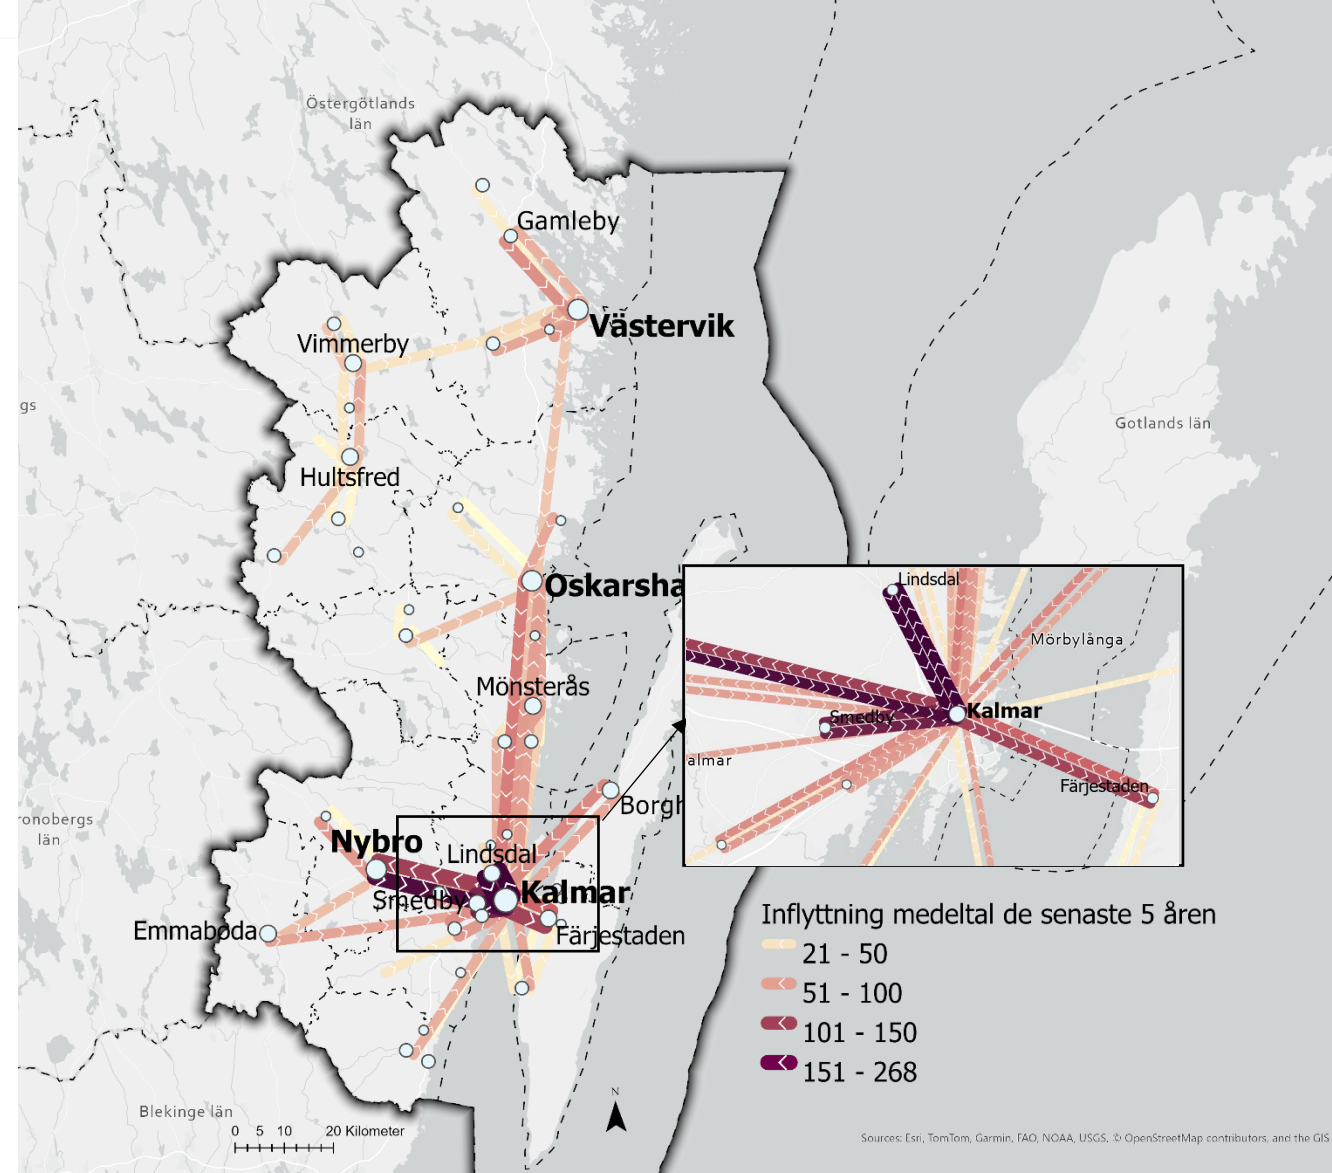 Östergötlands
län
Gamleby
Västervik
Vimmerby
gs
Gotlands län
Hultsfred
Oskarsha
Lindsdal
Mörbylånga
Mönsterås
Kalmar
Smedby
almar
Färjestaden
Borgh
ronobergs
län
Nybro
Lindsdal
Kalmar
Smedby
Emmaboda
Färjestaden
Inflyttning medeltal de senaste 5 åren
21 - 50
51 - 100
101 - 150
151 - 268
N
Blekinge län
0 5 10 20 Kilometer
Sources: Esri, TomTom, Garmin, FAO, NOAA, USGS, © OpenStreetMap contributors, and the GIS